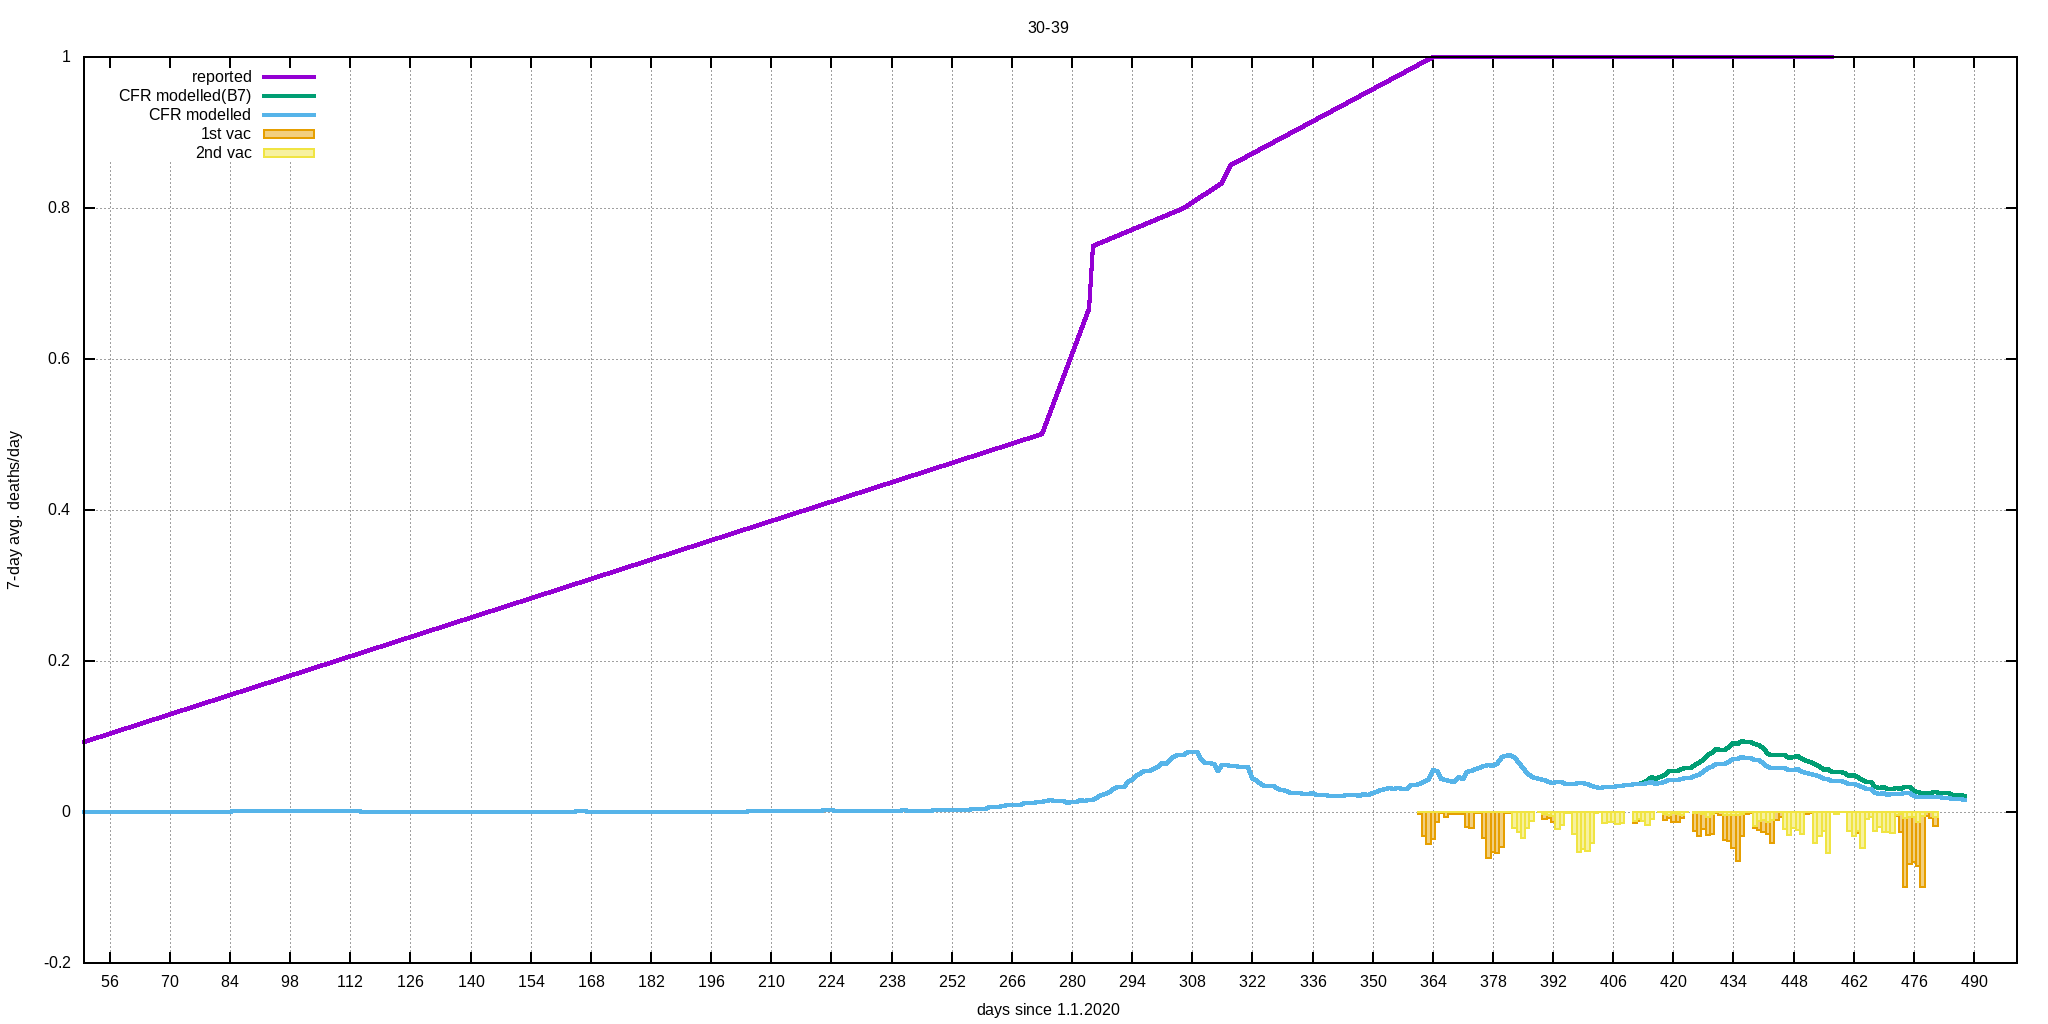 30-39
reported
CFR modelled(B7)
CFR modelled
1st vac
2nd vac
1
0.8
0.6
0.4
0.2
0
-0.2
7-day avg. deaths/day
56 70 84 98 112 126 140 154 168 182 196 210 224 238 252 266 280 294 308 322 336 350 364 378 392 406 420 434 448 462 476 490
days since 1.1.2020